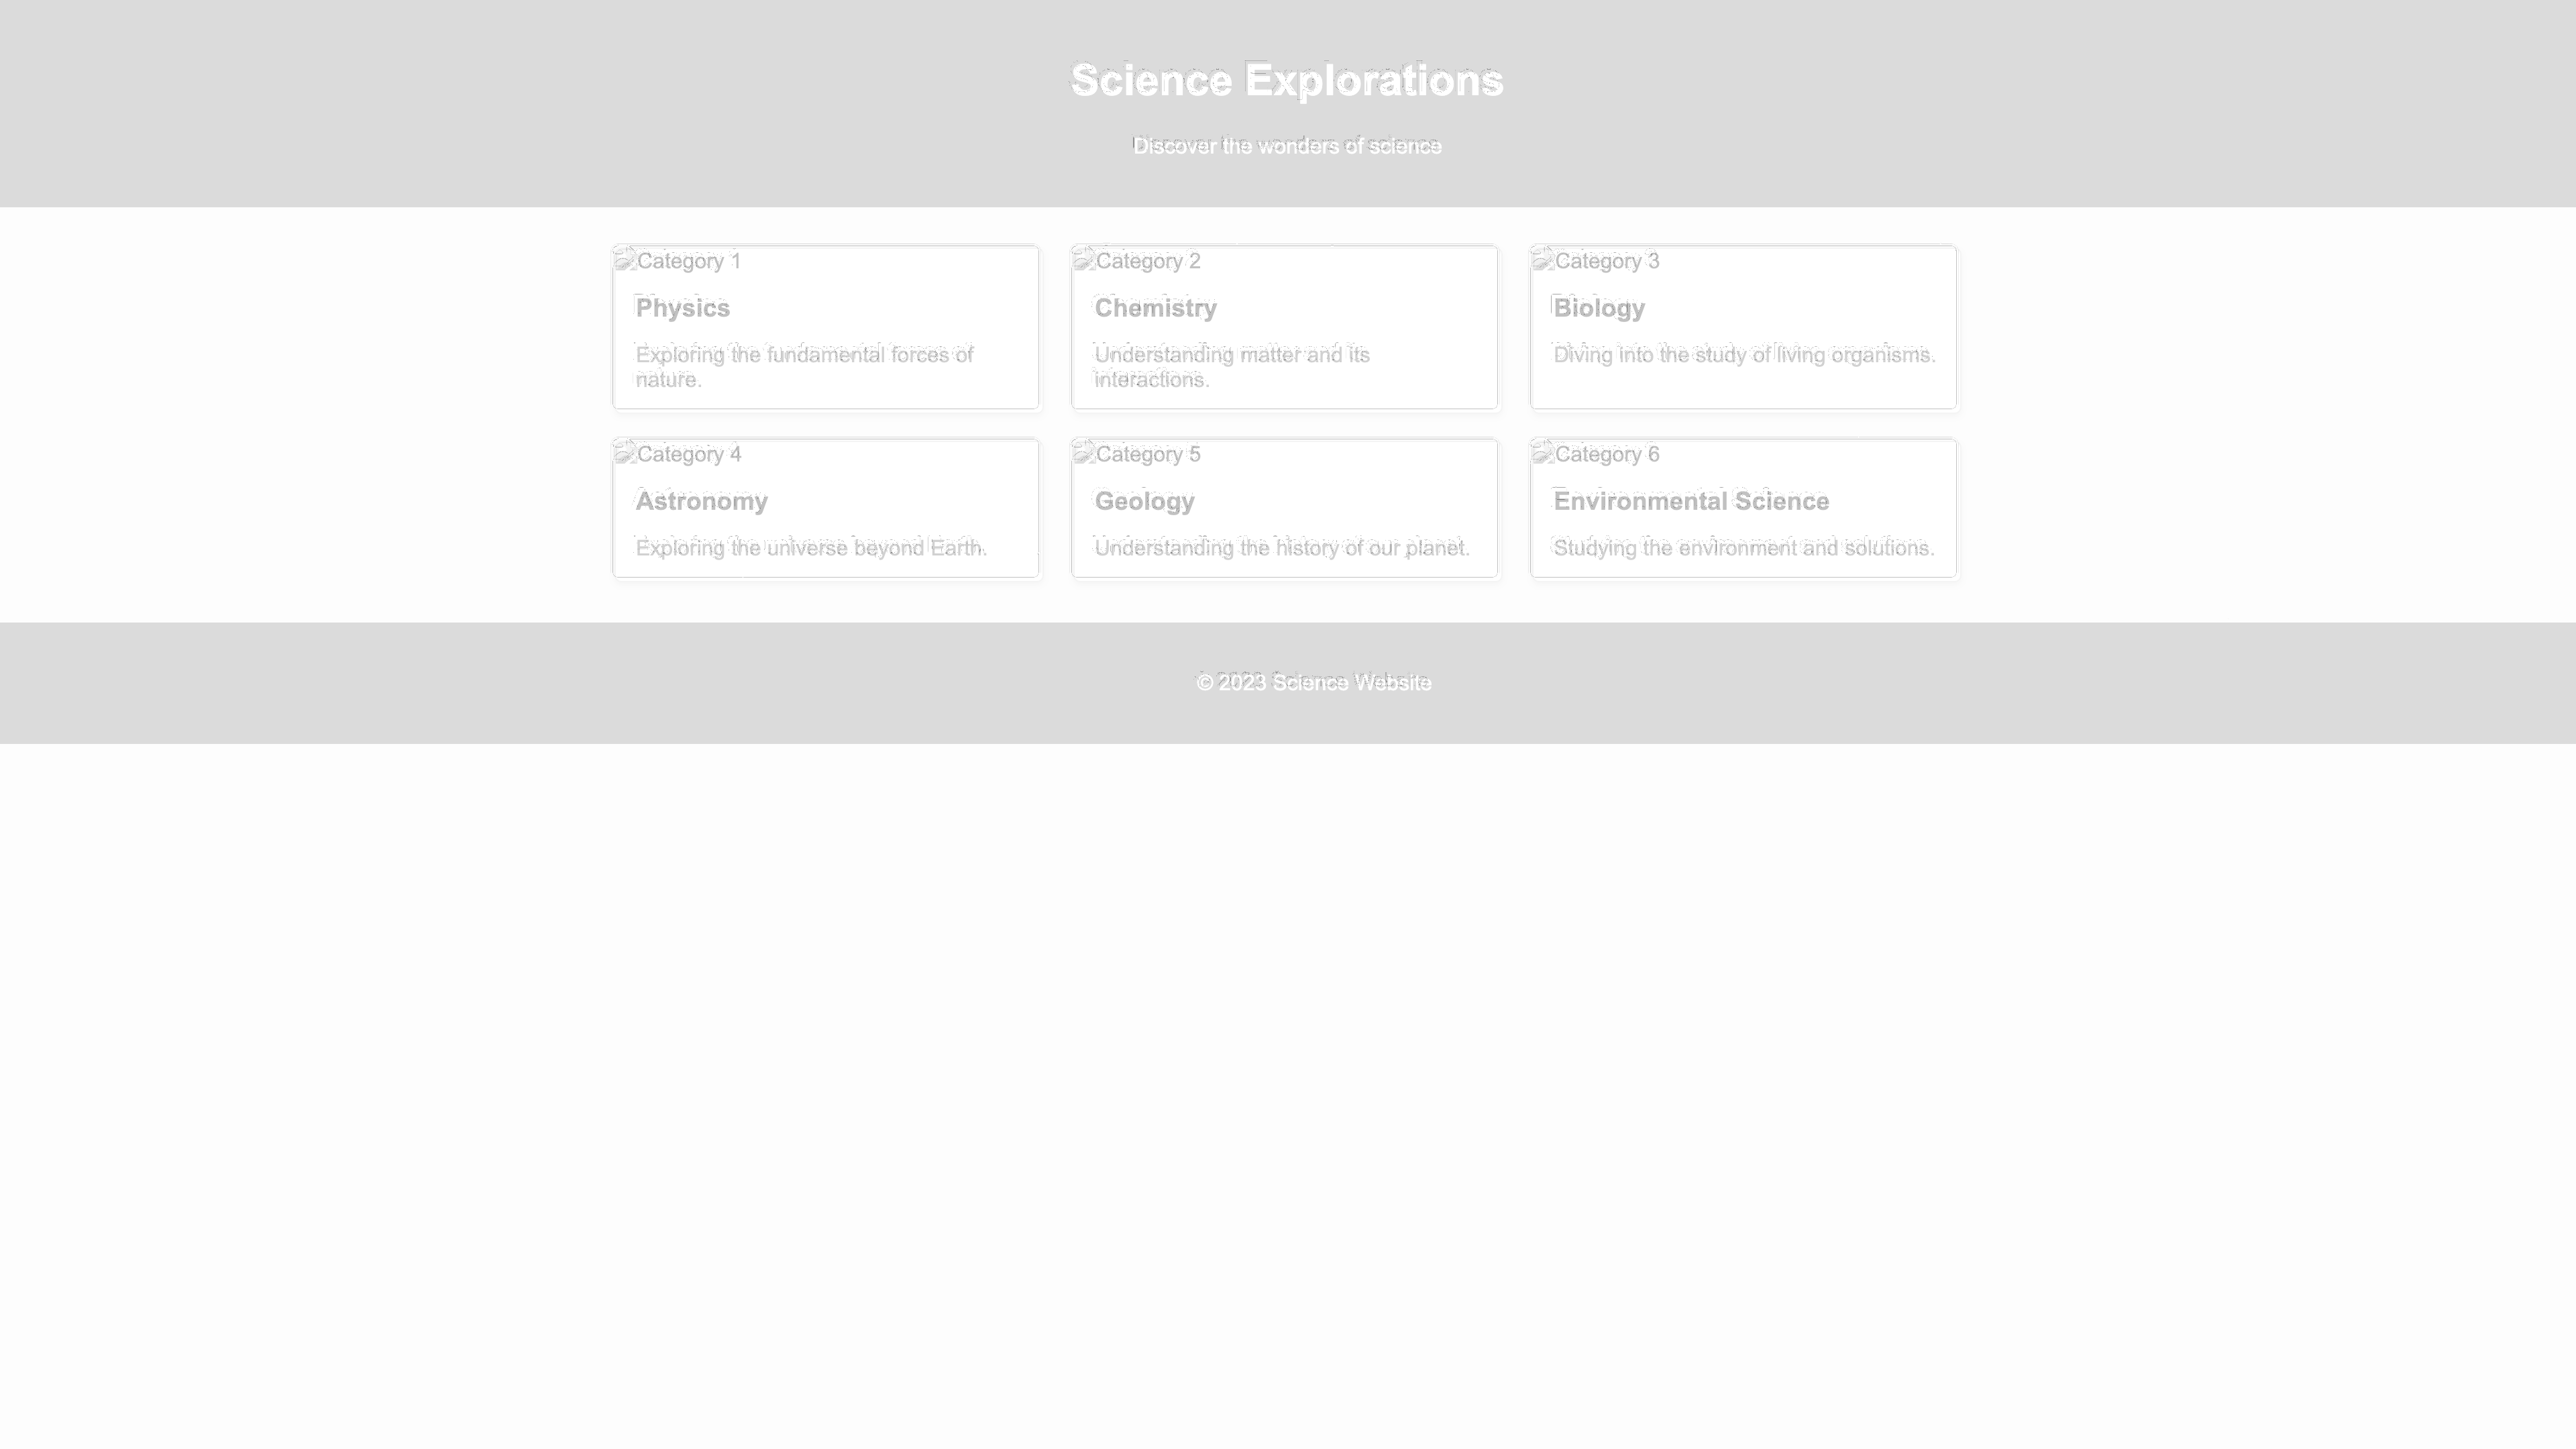 Science Explorations
Discover the wonders of science
Category 1
Physics
Exploring the fundamental forces of
nature.
Category 2
Chemistry
Understanding matter and its
interactions.
Category 3
Biology
Diving into the study of living organisms.
Category 4
Astronomy
Exploring the universe beyond Earth.
Category 5
Geology
Understanding the history of our planet.
Category 6
Environmental Science
Studying the environment and solutions.
© 2023 Science Website